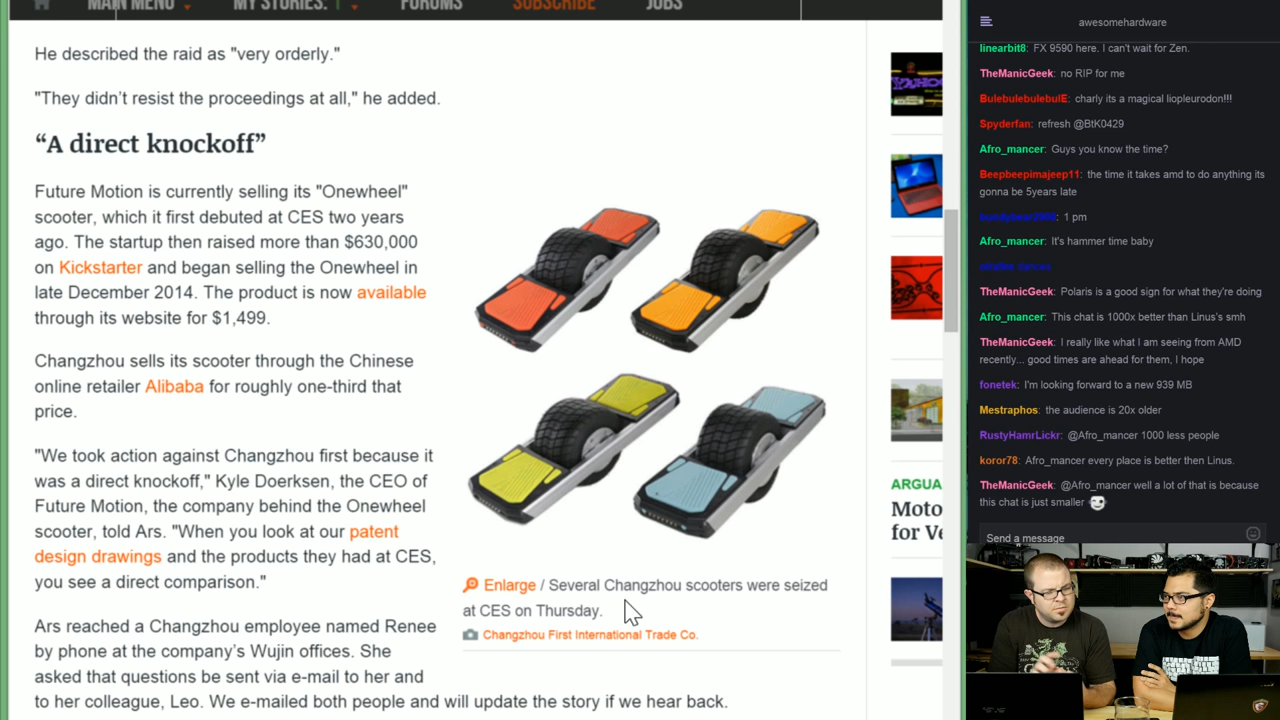 MAIN MENU
MY STORIES: 1
FORUMS
SUBSCRIBE
JOBS
He described the raid as "very orderly."
"They didn't resist the proceedings at all," he added.
“A direct knockoff”
Future Motion is currently selling its "Onewheel"
scooter, which it first debuted at CES two years
ago. The startup then raised more than $630,000
on Kickstarter and began selling the Onewheel in
late December 2014. The product is now available
through its website for $1,499.
Changzhou sells its scooter through the Chinese
online retailer Alibaba for roughly one-third that
price.
"We took action against Changzhou first because it
was a direct knockoff," Kyle Doerksen, the CEO of
Future Motion, the company behind the Onewheel
scooter, told Ars. "When you look at our patent
design drawings and the products they had at CES,
you see a direct comparison."
Ars reached a Changzhou employee named Renee
by phone at the company's Wujin offices. She
asked that questions be sent via e-mail to her and
to her colleague, Leo. We e-mailed both people and will update the story if we hear back.
Enlarge / Several Changzhou scooters were seized
at CES on Thursday.
Changzhou First International Trade Co.
YAHOO
ARGUA
Moto
for Ve
awesomehardware
linearbit8: FX 9590 here. I can't wait for Zen.
TheManicGeek: no RIP for me
BulebulebulebulE: charly its a magical liopleurodon!!!
Spyderfan: refresh @BtK0429
Afro_mancer: Guys you know the time?
Beepbeepimajeep11: the time it takes amd to do anything its
gonna be 5years late
1 pm
Afro_mancer: It's hammer time baby
TheManicGeek: Polaris is a good sign for what they're doing
Afro_mancer: This chat is 1000x better than Linus's smh
TheManicGeek: I really like what I am seeing from AMD
recently... good times are ahead for them, I hope
fonetek: I'm looking forward to a new 939 MB
Mestraphos: the audience is 20x older
RustyHamrLickr: @Afro_mancer 1000 less people
koror78: Afro_mancer every place is better then Linus.
TheManicGeek: @Afro_mancer well a lot of that is because
this chat is just smaller
Send a message